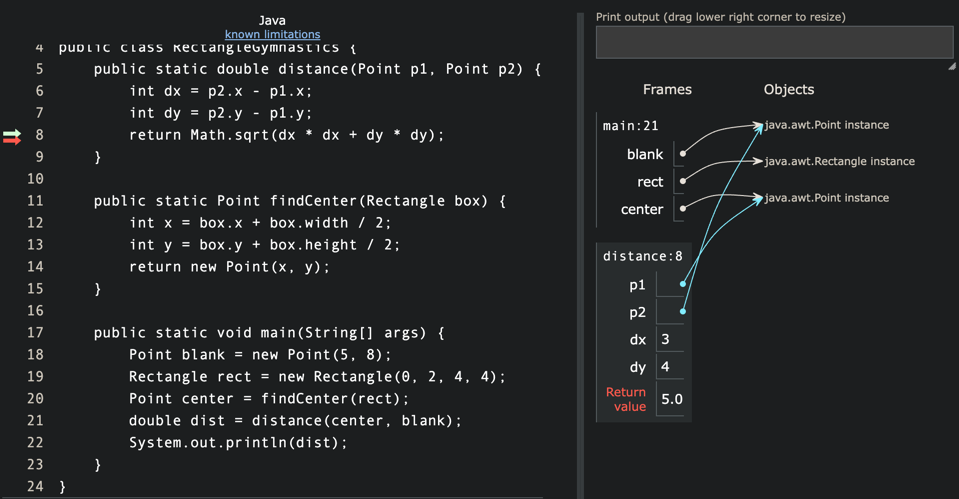 Java
known limitations
4 public class RectangleGymnastics {
5 public static double distance(Point p1, Point p2) {
6 int dx = p2.x - p1.x;
7 int dy = p2.y - p1.y;
8 return Math.sqrt(dx * dx + dy * dy);
9 }
10
11 public static Point findCenter(Rectangle box) {
12 int x = box.x + box.width / 2;
13 int y = box.y + box.height / 2;
14 return new Point(x, y);
15 }
16
17 public static void main(String[] args) {
18 Point blank = new Point(5, 8);
19 Rectangle rect = new Rectangle(0, 2, 4, 4);
20 Point center = findCenter(rect);
21 double dist = distance(center, blank);
22 System.out.println(dist);
23 }
24 }
Print output (drag lower right corner to resize)
Frames Objects
main:21
blank
rect
center
java.awt.Point instance
java.awt.Rectangle instance
java.awt.Point instance
distance:8
p1
p2
dx 3
dy 4
Return
value 5.0